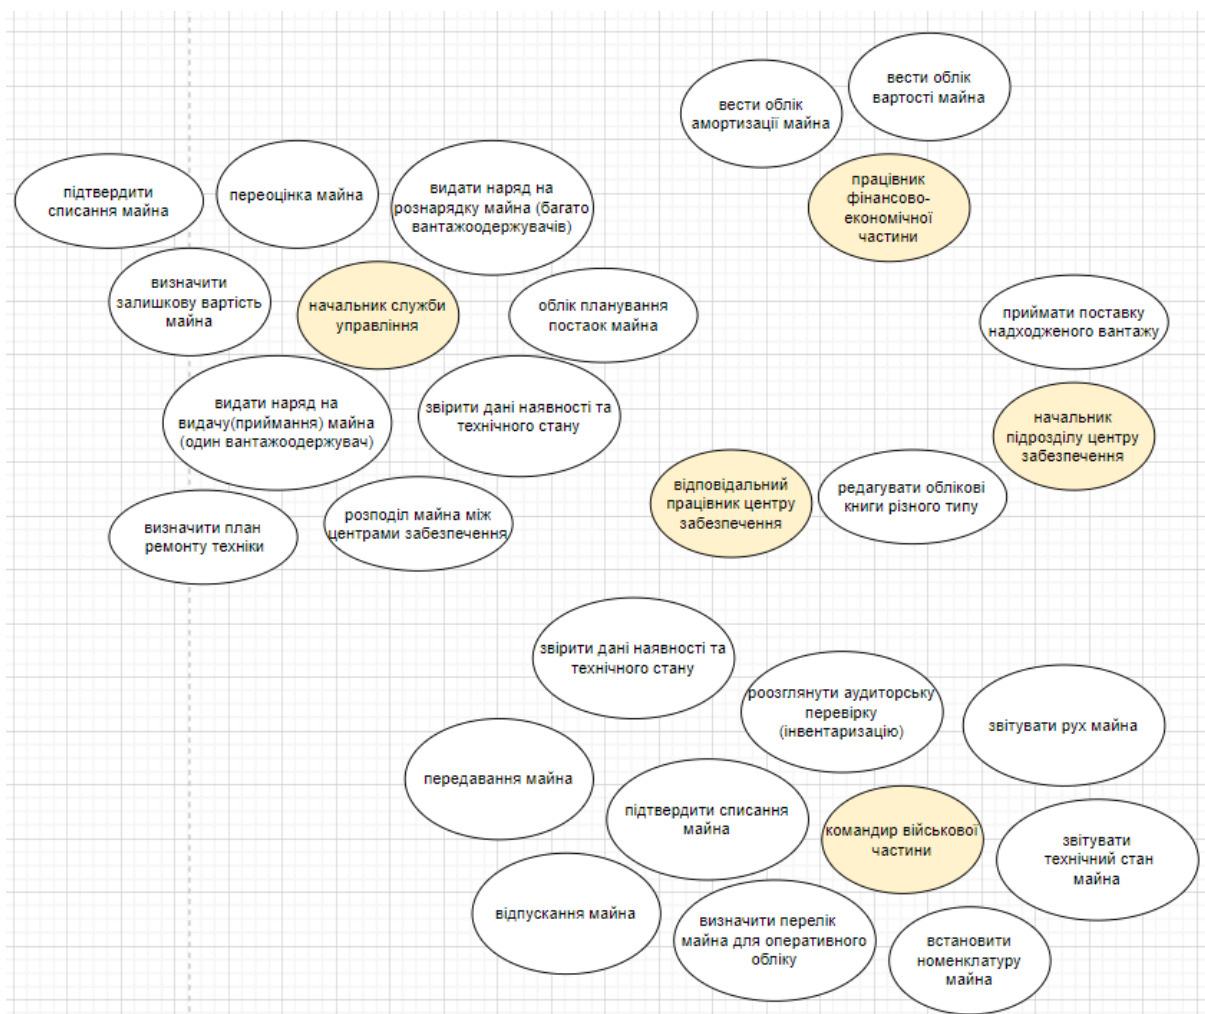 вести облік
вартості майна
вести облік
амортизації майна
підтвердити
списання майна
переоцінка майна
видати наряд на
рознарядку майна (багато
вантажоодержувачів)
працівник
фінансово-
економічної
частини
визначити
залишкову вартість
майна
начальник служби
управління
облік планування
постаок майна
приймати поставку
надходженого вантажу
видати наряд на
видачу(приймання) майна
(один вантажоодержувач)
звірити дані наявності та
технічного стану
начальник
підрозділу центру
забезпечення
відповідальний
працівник центру
забезпечення
редагувати облікові
книги різного типу
визначити план
ремонту техніки
розподіл майна між
центрами забезпечення
звірити дані наявності та
технічного стану
роозглянути аудиторську
перевірку
(інвентаризацію)
звітувати рух майна
передавання майна
підтвердити списання
майна
командир військової
частини
звітувати
технічний стан
майна
відпускання майна
визначити перелік
майна для оперативного
обліку
встановити
номенклатуру
майна